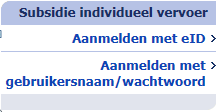 Subsidie individueel vervoer
Aanmelden met eID >
Aanmelden met >
gebruikersnaam/wachtwoord